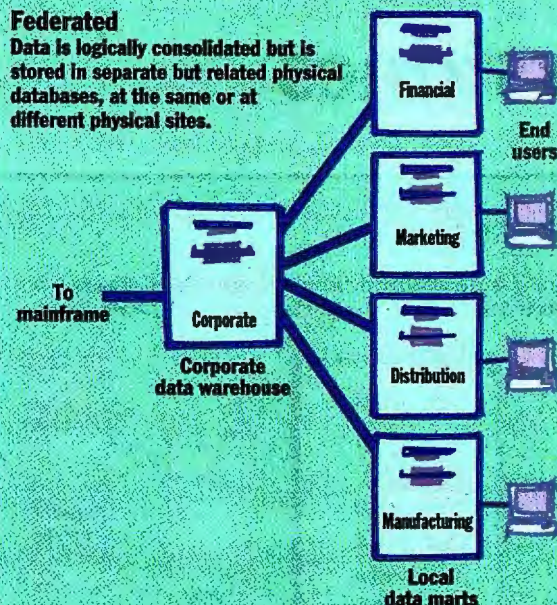 Federated
Data is logically consolidated but is
stored in separate but related physical
databases, at the same or at
different physical sites.
Financial
End
users
Marketing
To
mainframe
Corporate
Corporate
data warehouse
Distribution
Manufacturing
Local
data marts